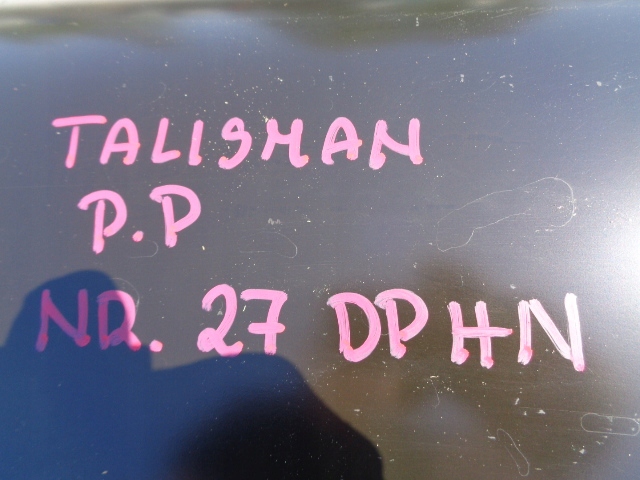 TALISMAN
P.P
NR. 27 DPHN